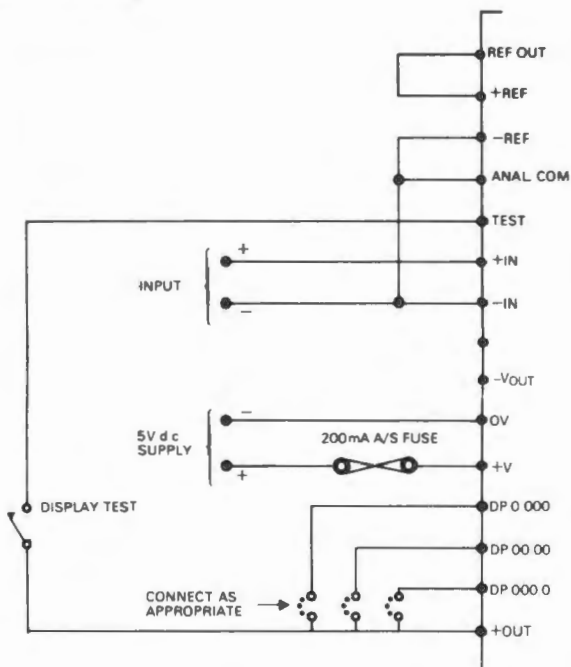 REF OUT
+REF
−REF
ANAL. COM
TEST
+
+IN
INPUT
−
−IN
−VOUT
−
0V
5V d c
SUPPLY
200mA A/S FUSE
+
+V
DP 0 000
DISPLAY TEST
DP 00 00
DP 000 0
CONNECT AS
APPROPRIATE
+OUT